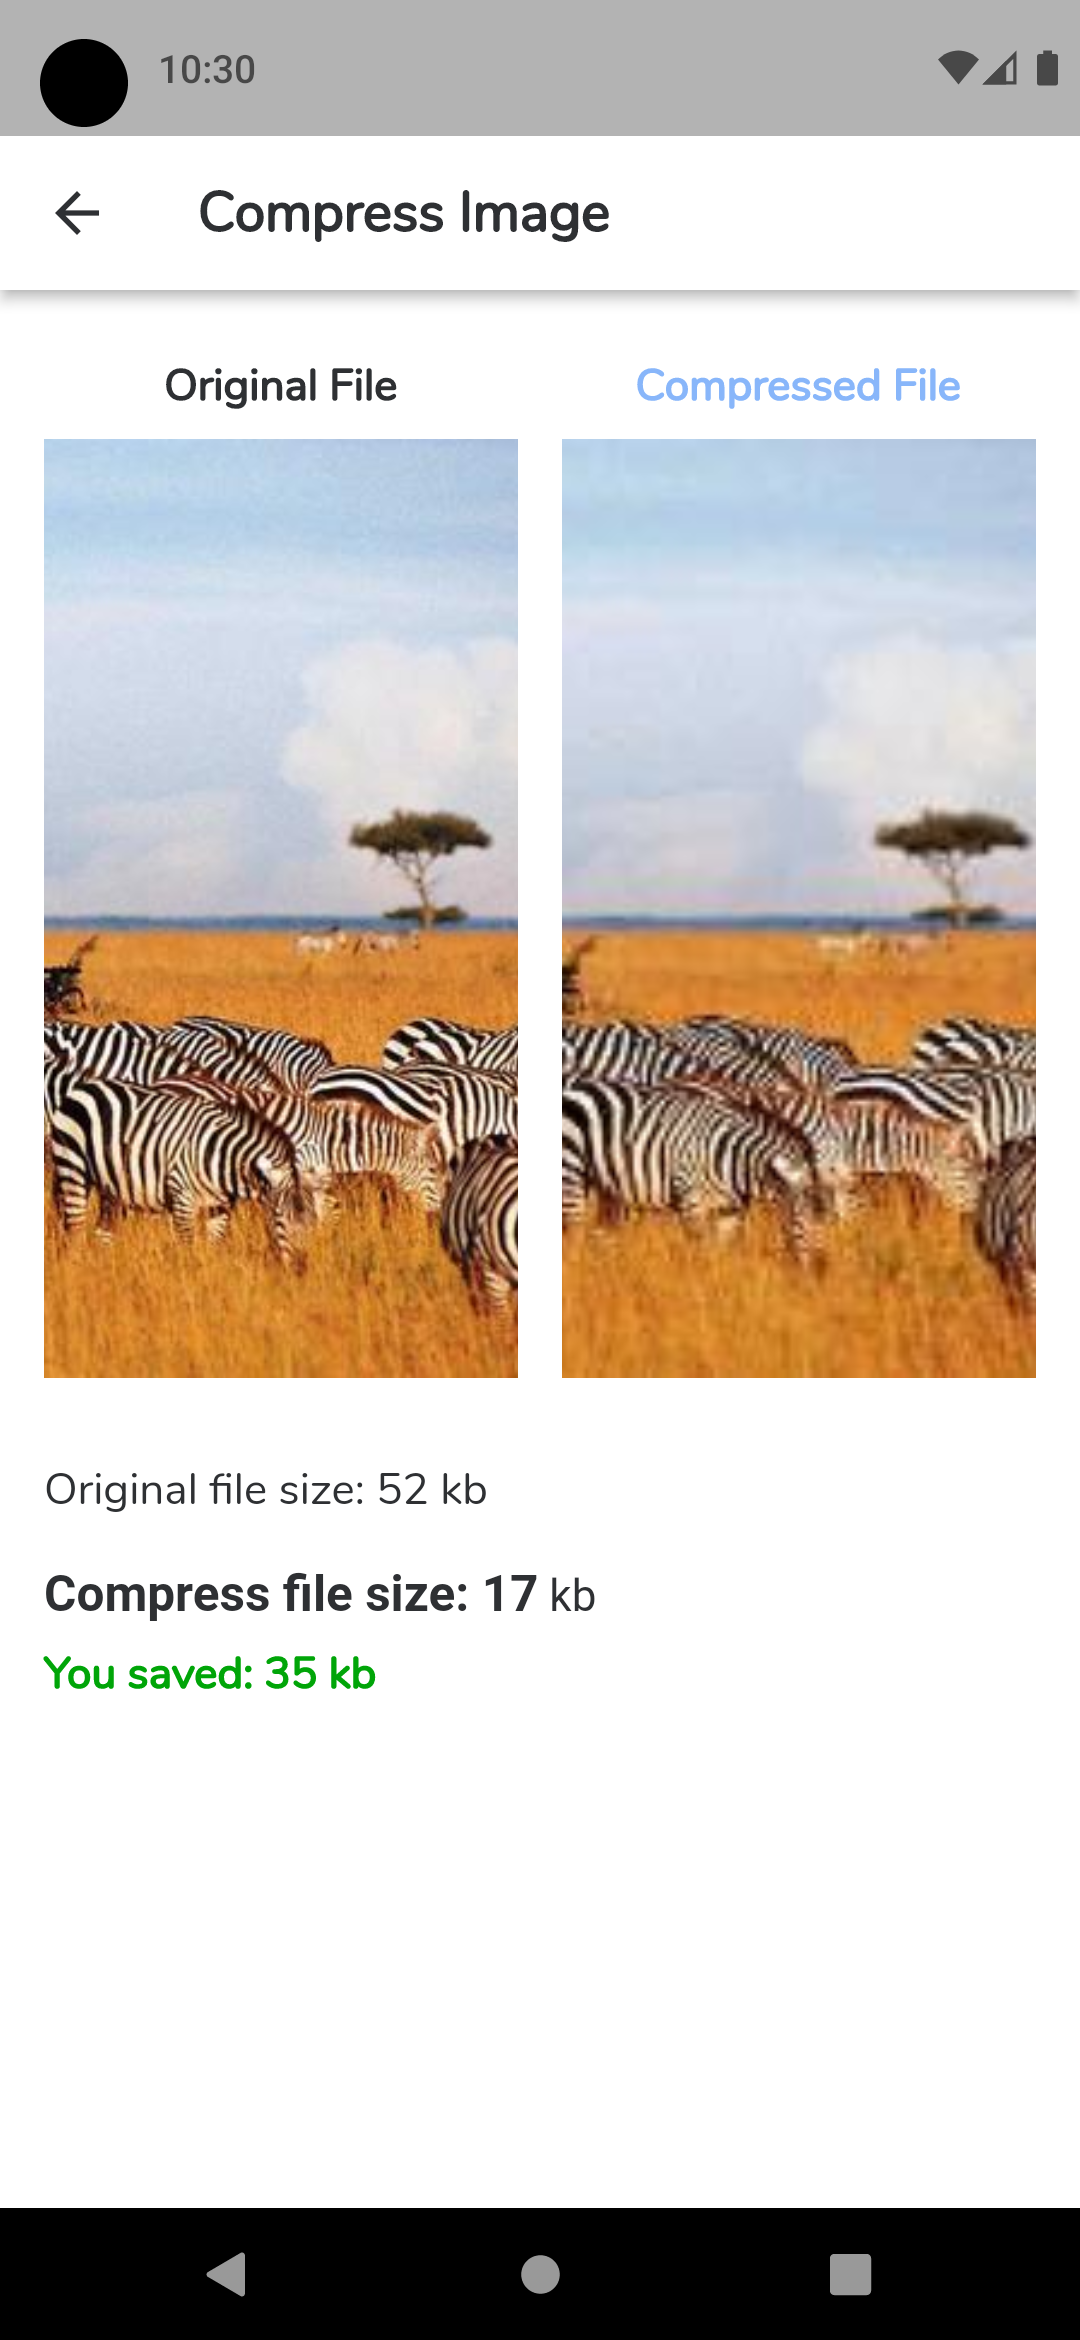 10:30
Compress Image
Original File
Compressed File
Original file size: 52 kb
Compress file size: 17 kb
You saved: 35 kb